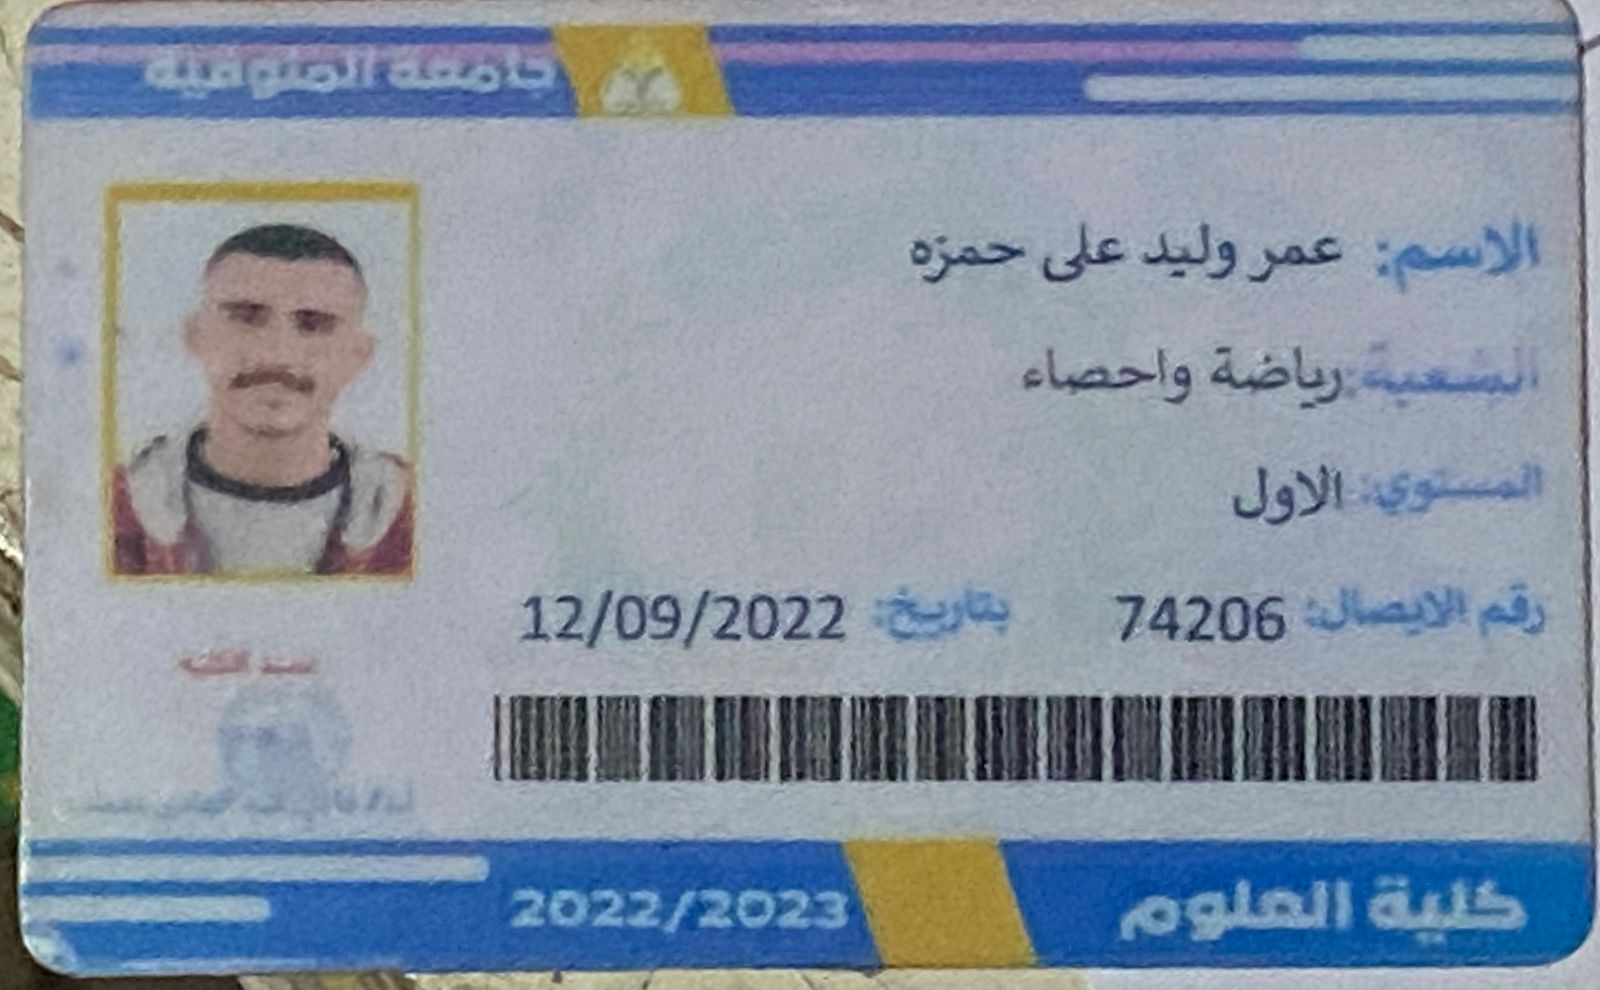 جامعة المنوفية
الاسم: عمر وليد على حمزه
الشعبة: رياضة واحصاء
المستوي: الاول
رقم الايصال: 74206 بتاريخ: 12/09/2022
عميد الكلية
كلية العلوم 2022/2023